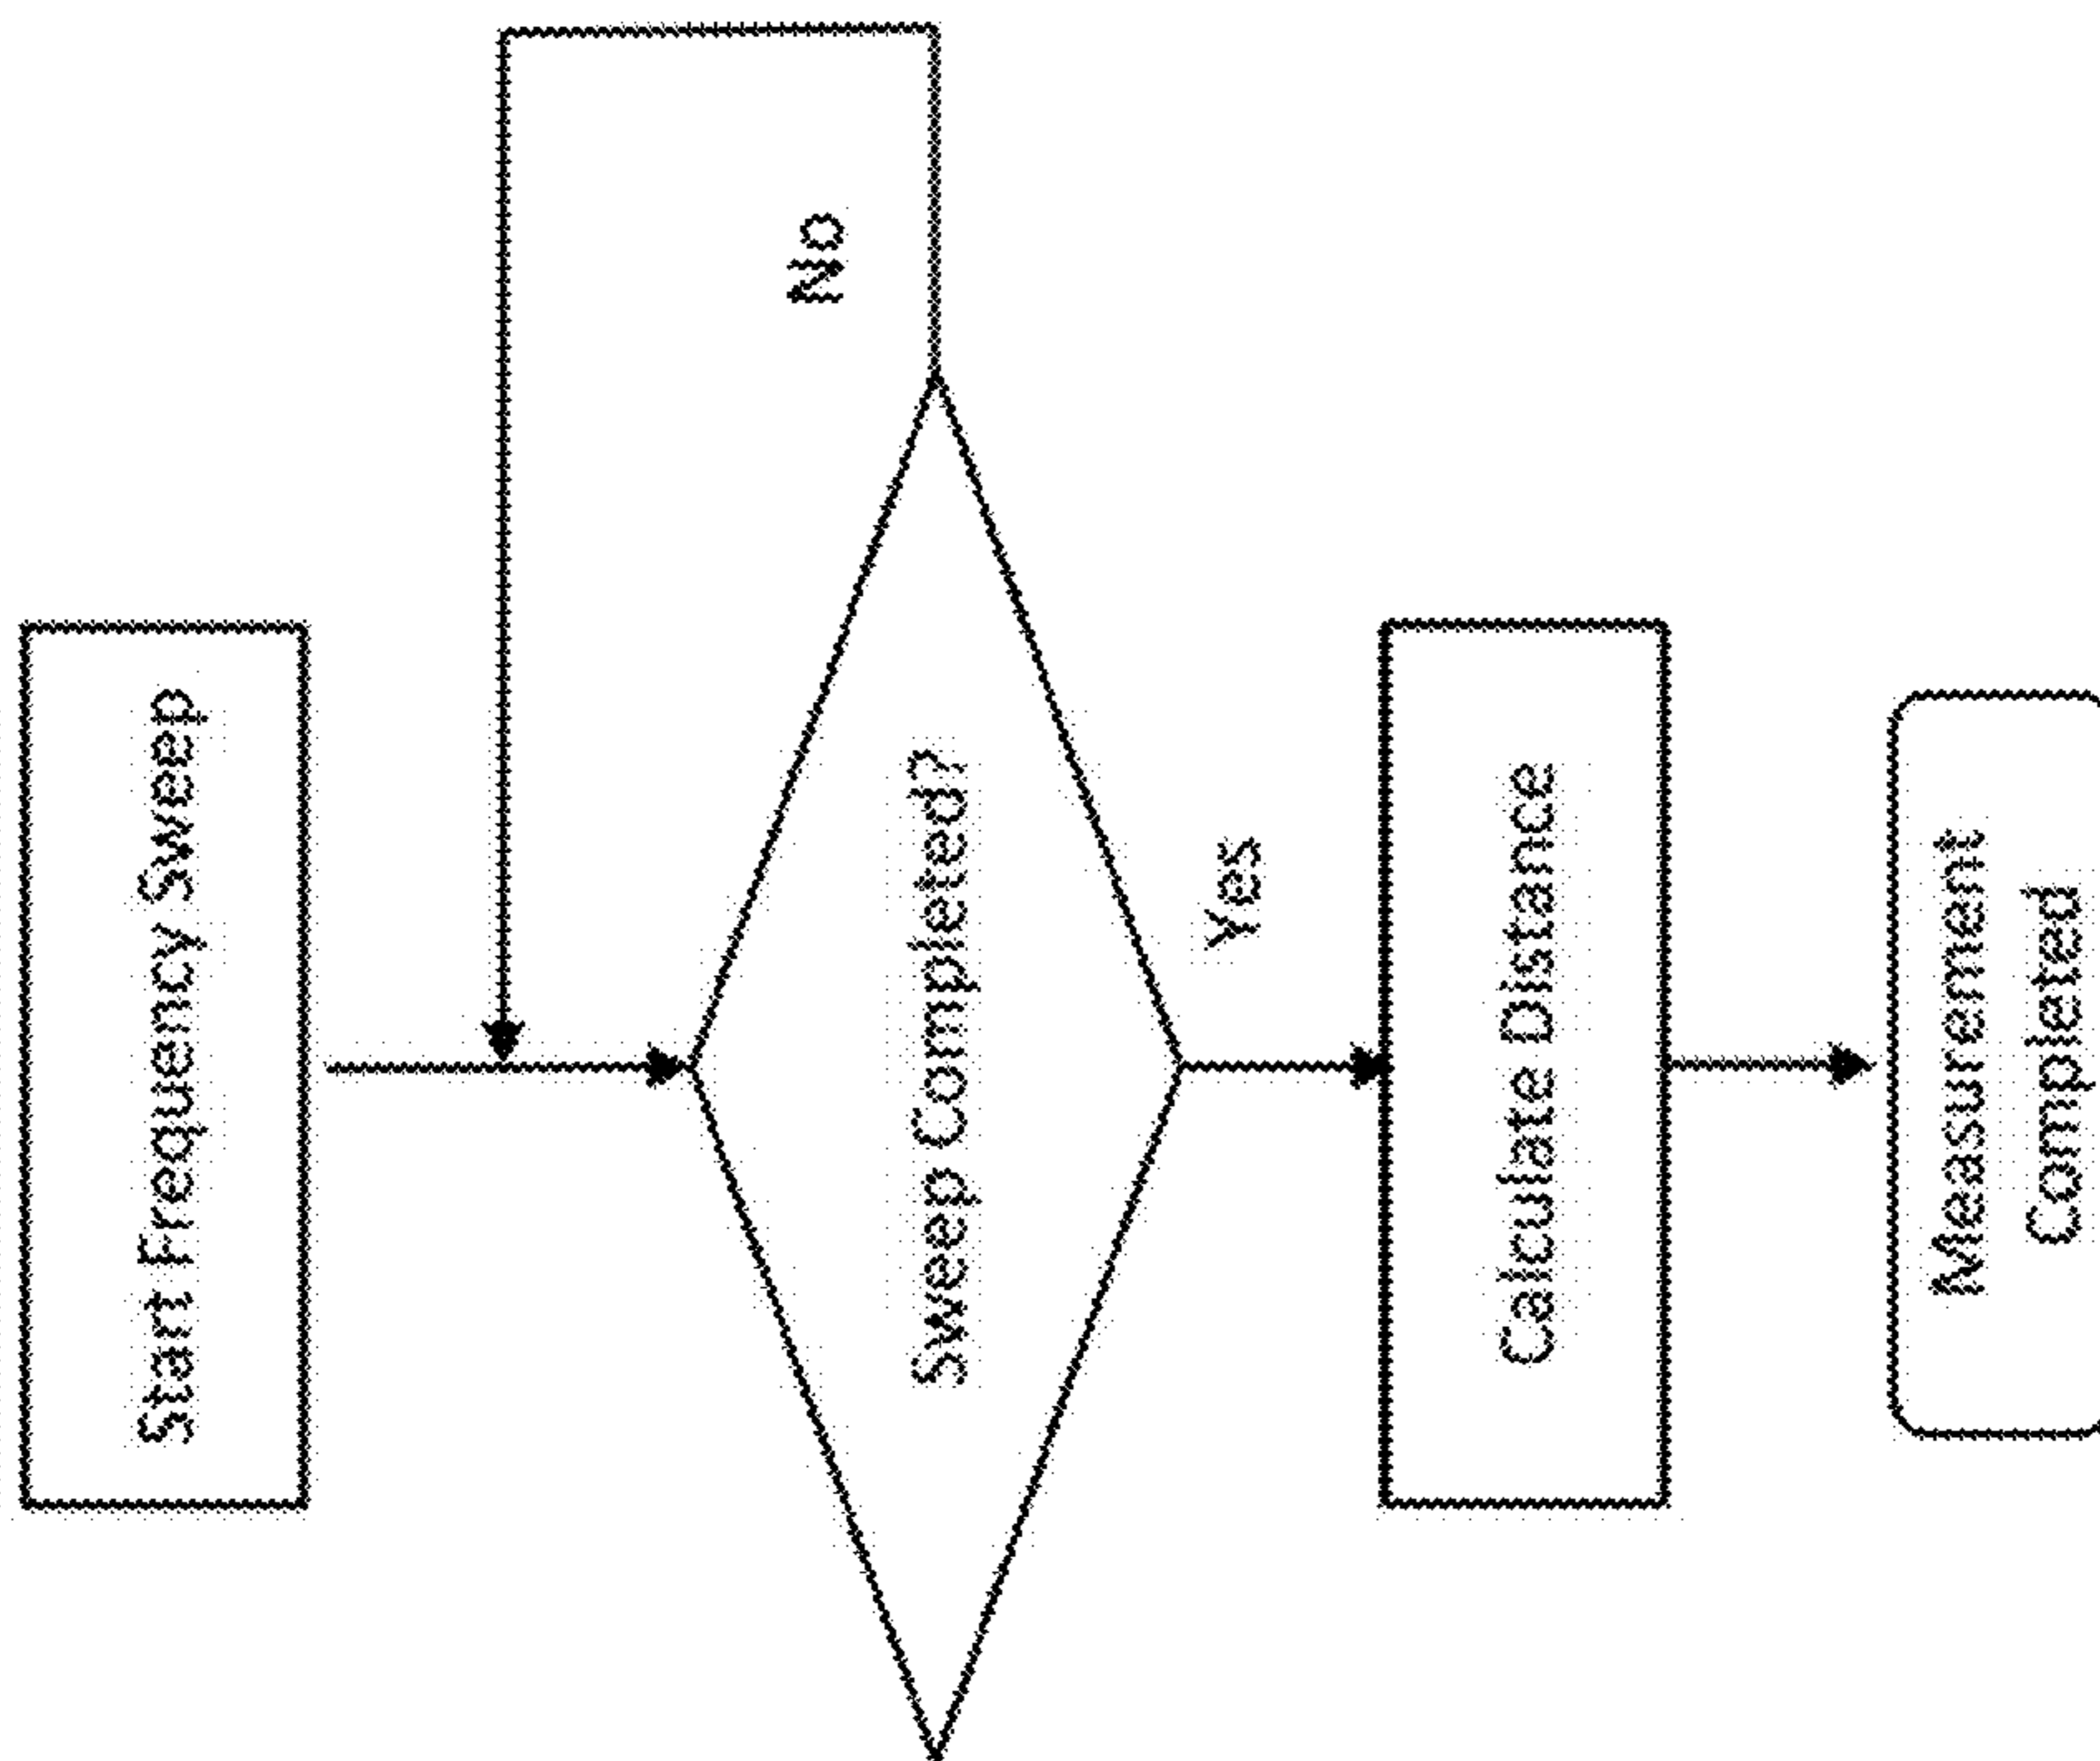 Start Frequency Sweep
No
Sweep Completed?
Yes
Calculate Distance
Measurement
Completed